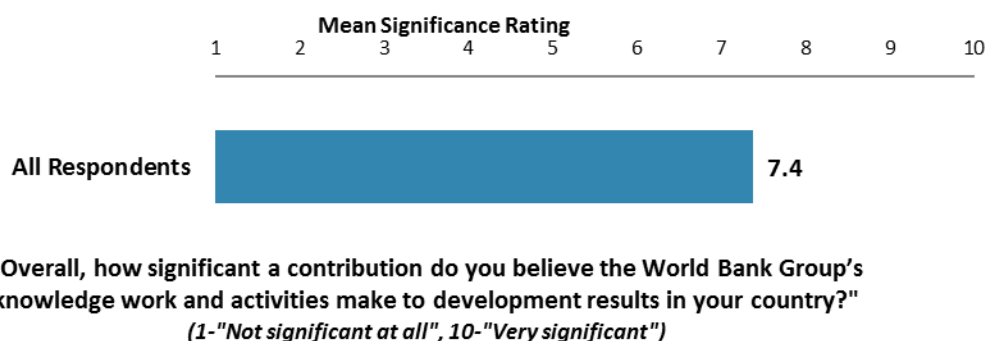 Mean Significance Rating
1 2 3 4 5 6 7 8 9 10
All Respondents 7.4
Overall, how significant a contribution do you believe the World Bank Group’s
knowledge work and activities make to development results in your country?"
(1-"Not significant at all", 10-"Very significant")